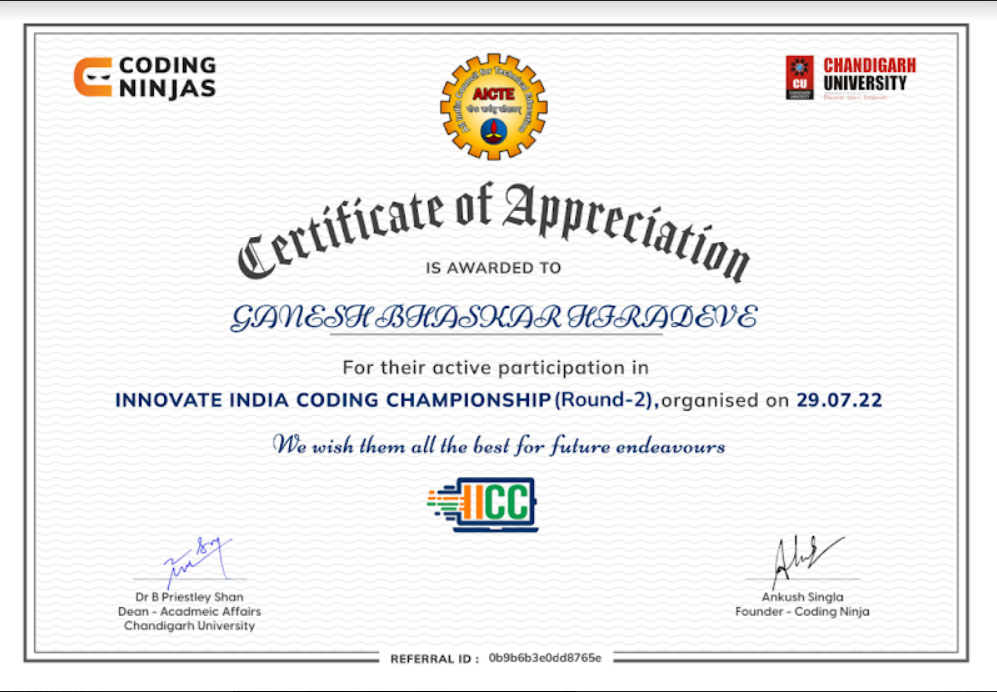 CODING
NINJAS
All India Council for Technical Education
AICTE
CU
CHANDIGARH
UNIVERSITY
Discover. Learn. Empower.
Certificate of Appreciation
IS AWARDED TO
GANESH BHASKAR HIRADEVE
For their active participation in
INNOVATE INDIA CODING CHAMPIONSHIP(Round-2),organised on 29.07.22
We wish them all the best for future endeavours
IICC
Dr B Priestley Shan
Dean - Acadmeic Affairs
Chandigarh University
Ankush Singla
Founder - Coding Ninja
REFERRAL ID : 0b9b6b3e0dd8765e